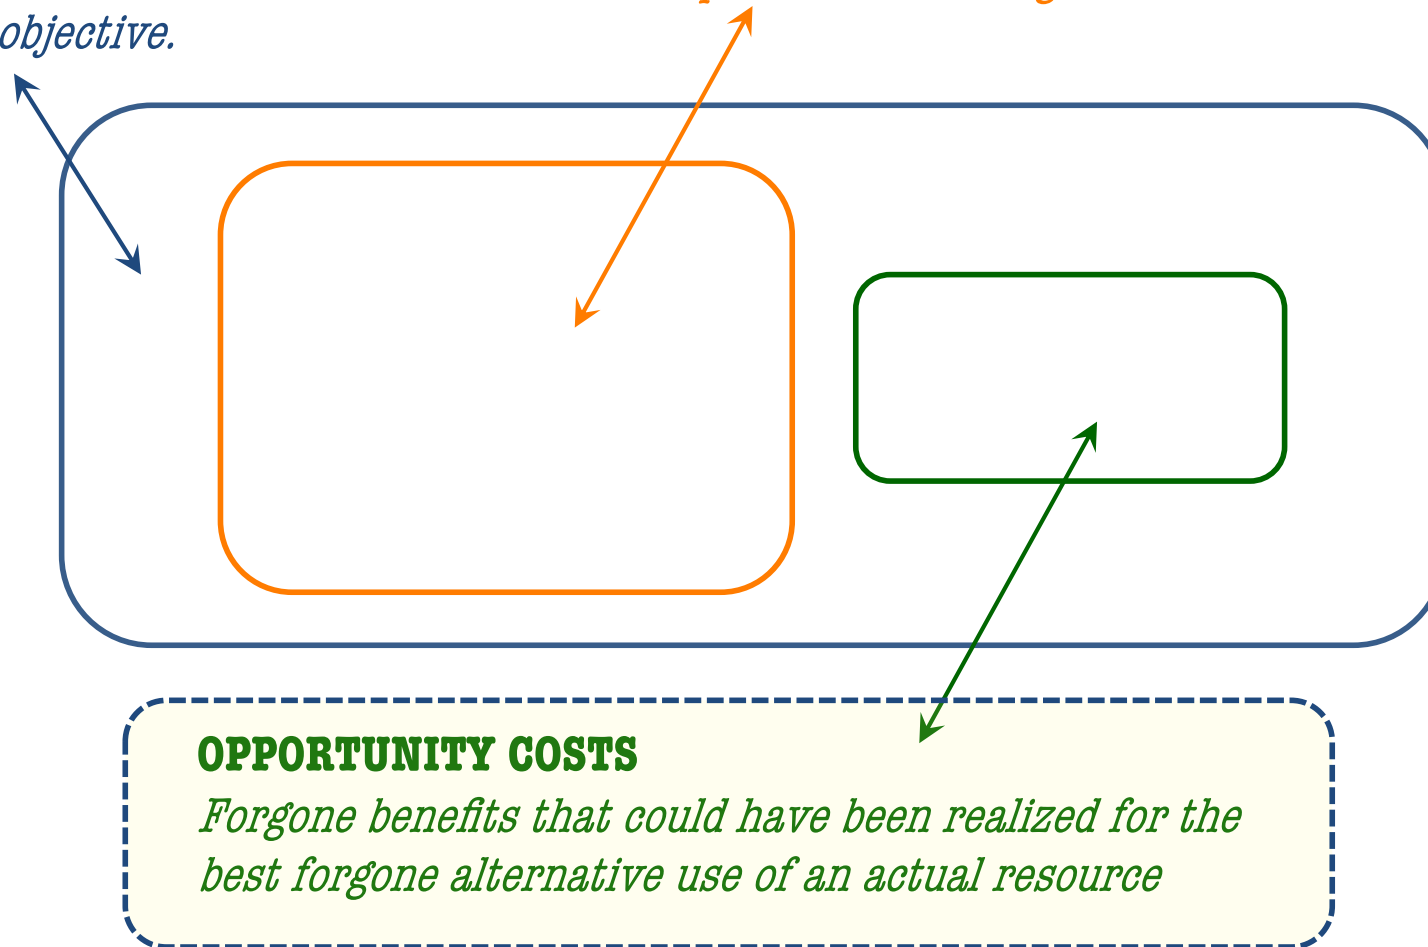 objective.
OPPORTUNITY COSTS
Forgone benefits that could have been realized for the
best forgone alternative use of an actual resource